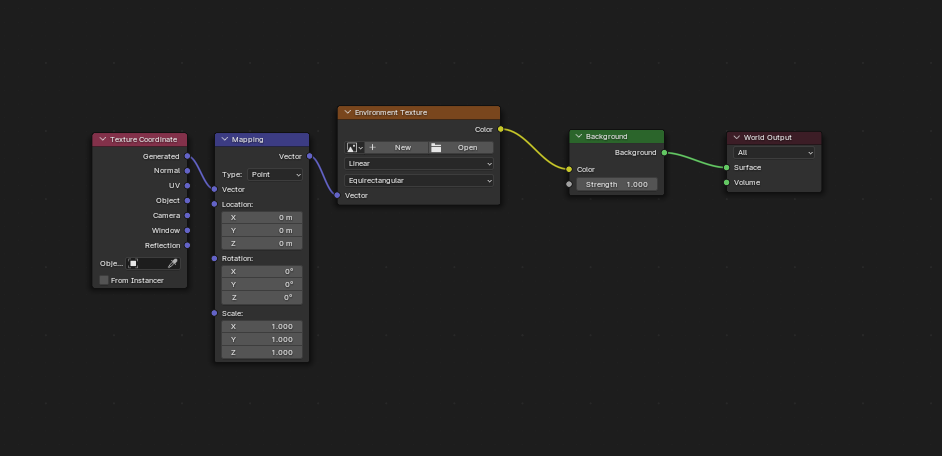 Texture Coordinate
Generated
Normal
UV
Object
Camera
Window
Reflection
Obje...
From Instancer
Mapping
Vector
Type: Point
Vector
Location:
X 0 m
Y 0 m
Z 0 m
Rotation:
X 0°
Y 0°
Z 0°
Scale:
X 1.000
Y 1.000
Z 1.000
Environment Texture
Color
New Open
Linear
Equirectangular
Vector
Background
Background
Color
Strength 1.000
World Output
All
Surface
Volume